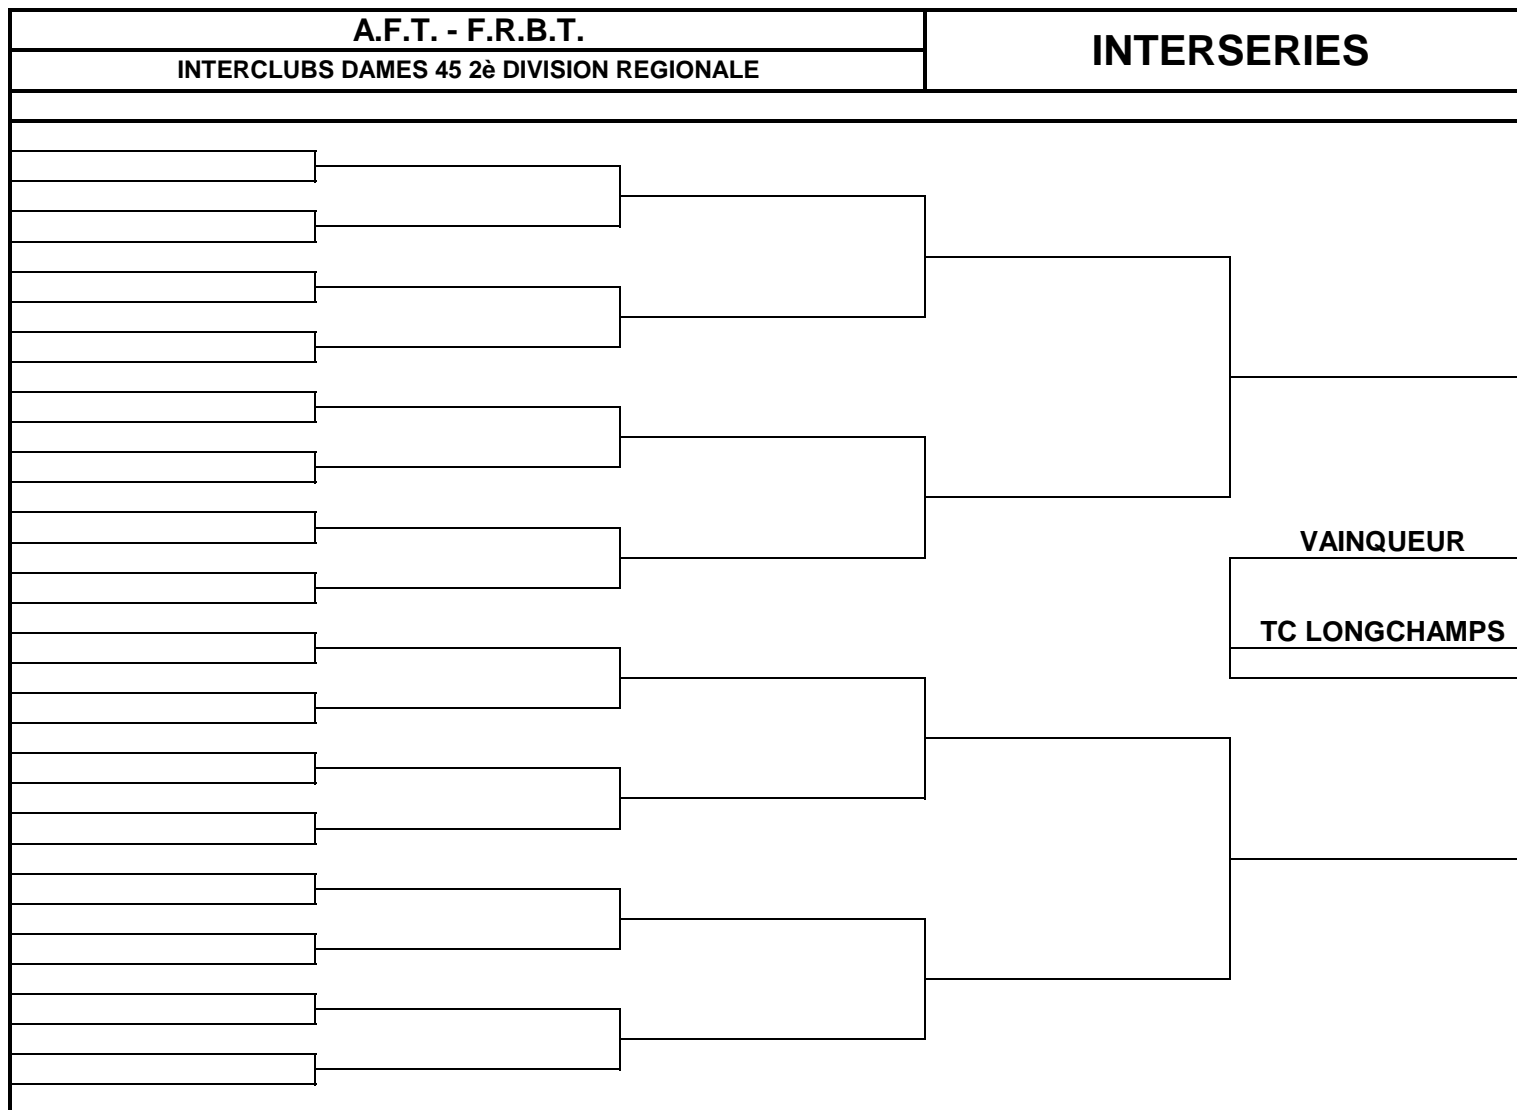 A.F.T. - F.R.B.T.
INTERCLUBS DAMES 45 2è DIVISION REGIONALE
INTERSERIES
VAINQUEUR
TC LONGCHAMPS